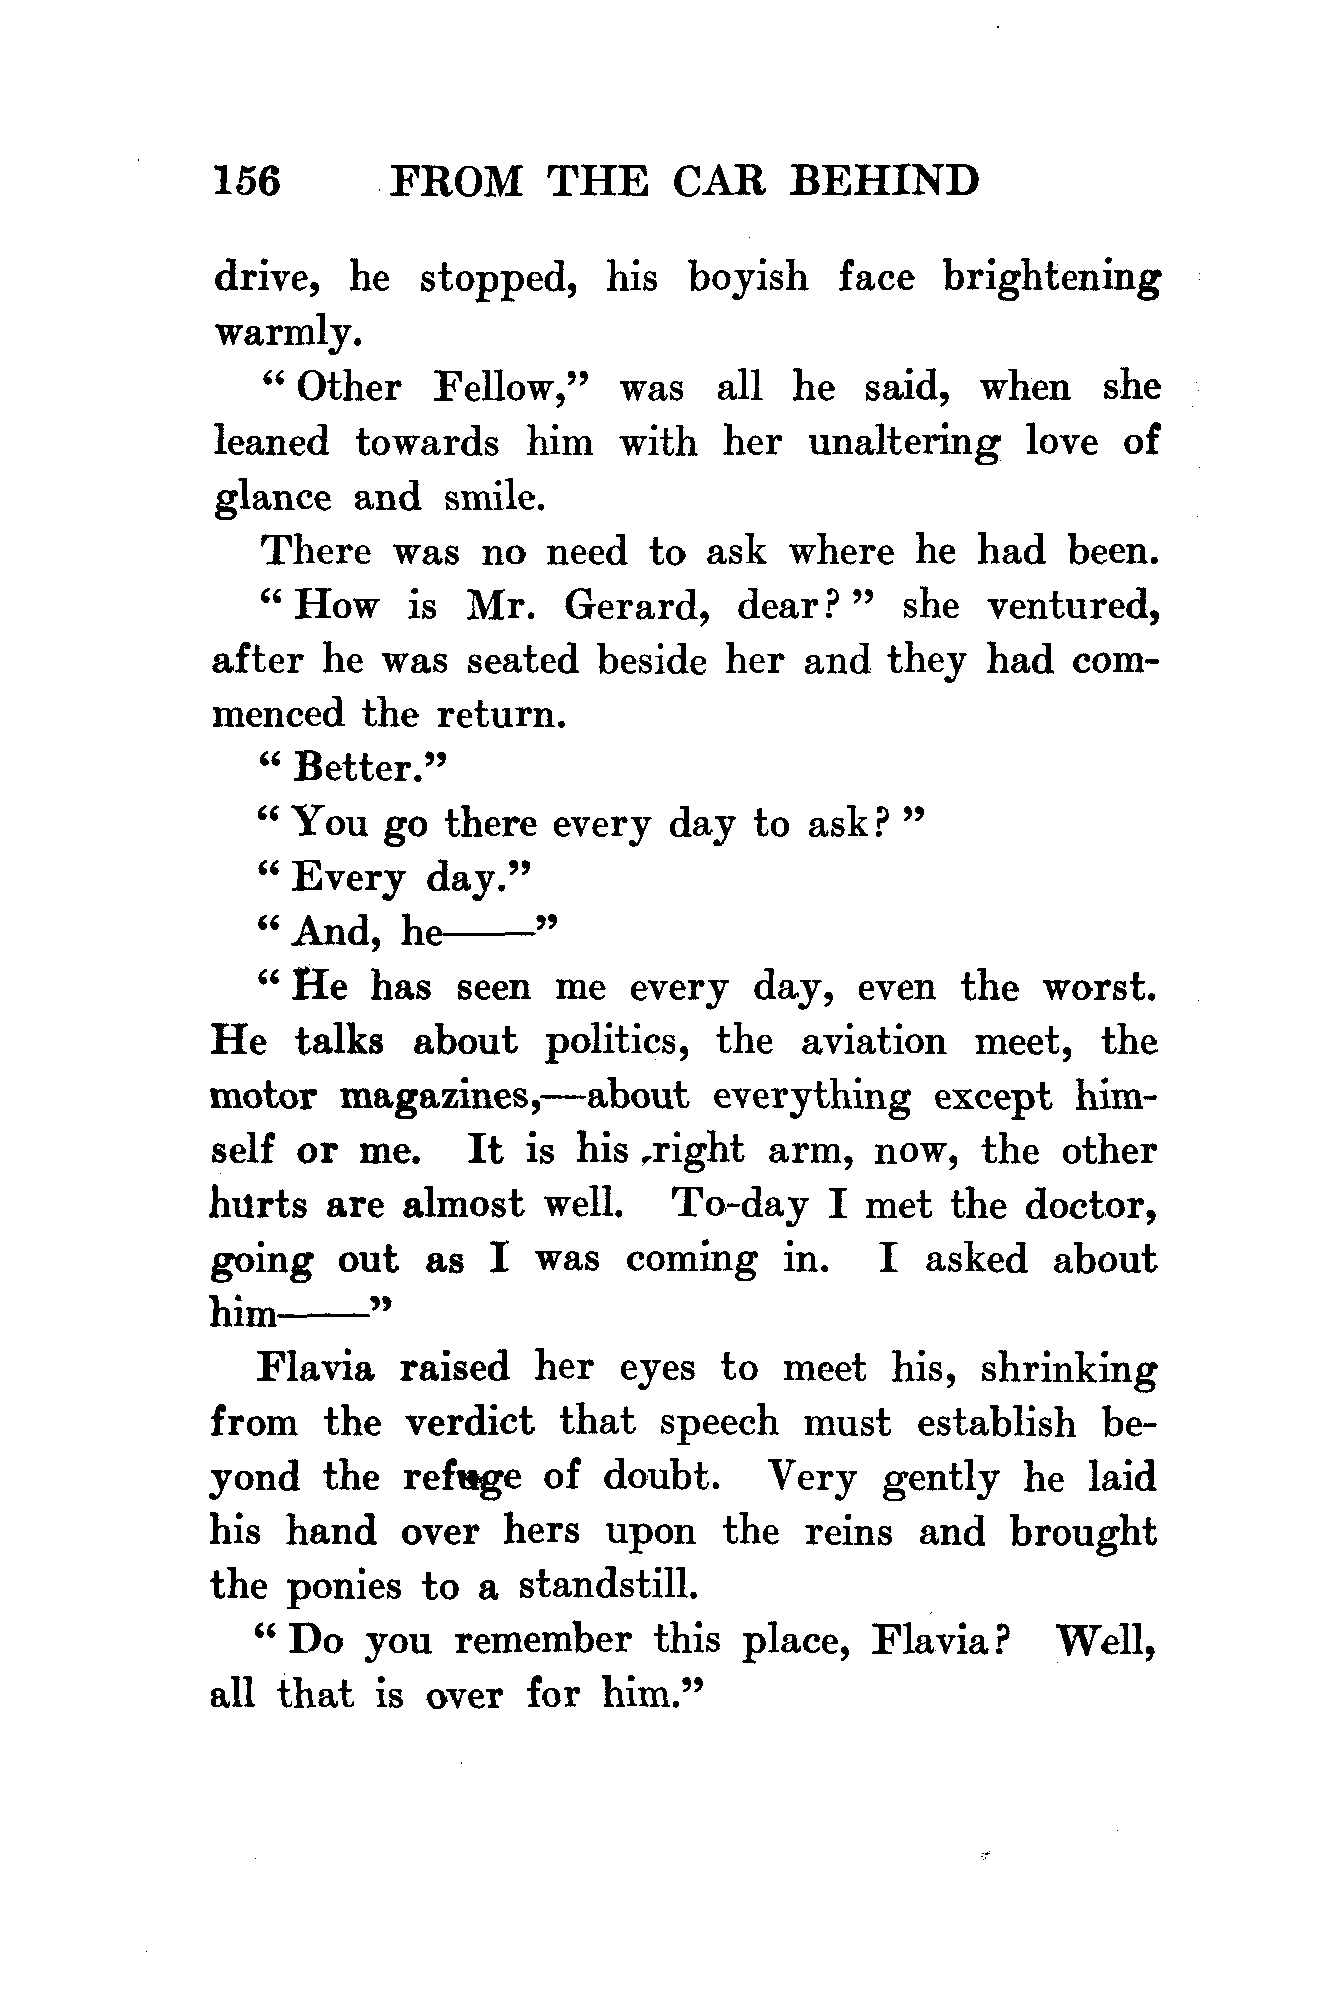 156 FROM THE CAR BEHIND
drive, he stopped, his boyish face brightening
warmly.
" Other Fellow," was all he said, when she
leaned towards him with her unaltering love of
glance and smile.
There was no need to ask where he had been.
" How is Mr. Gerard, dear? " she ventured,
after he was seated beside her and they had com-
menced the return.
" Better."
" You go there every day to ask? "
" Every day."
" And, he——"
" He has seen me every day, even the worst.
He talks about politics, the aviation meet, the
motor magazines,—about everything except him-
self or me. It is his right arm, now, the other
hurts are almost well. To-day I met the doctor,
going out as I was coming in. I asked about
him——"
Flavia raised her eyes to meet his, shrinking
from the verdict that speech must establish be-
yond the refuge of doubt. Very gently he laid
his hand over hers upon the reins and brought
the ponies to a standstill.
" Do you remember this place, Flavia? Well,
all that is over for him."